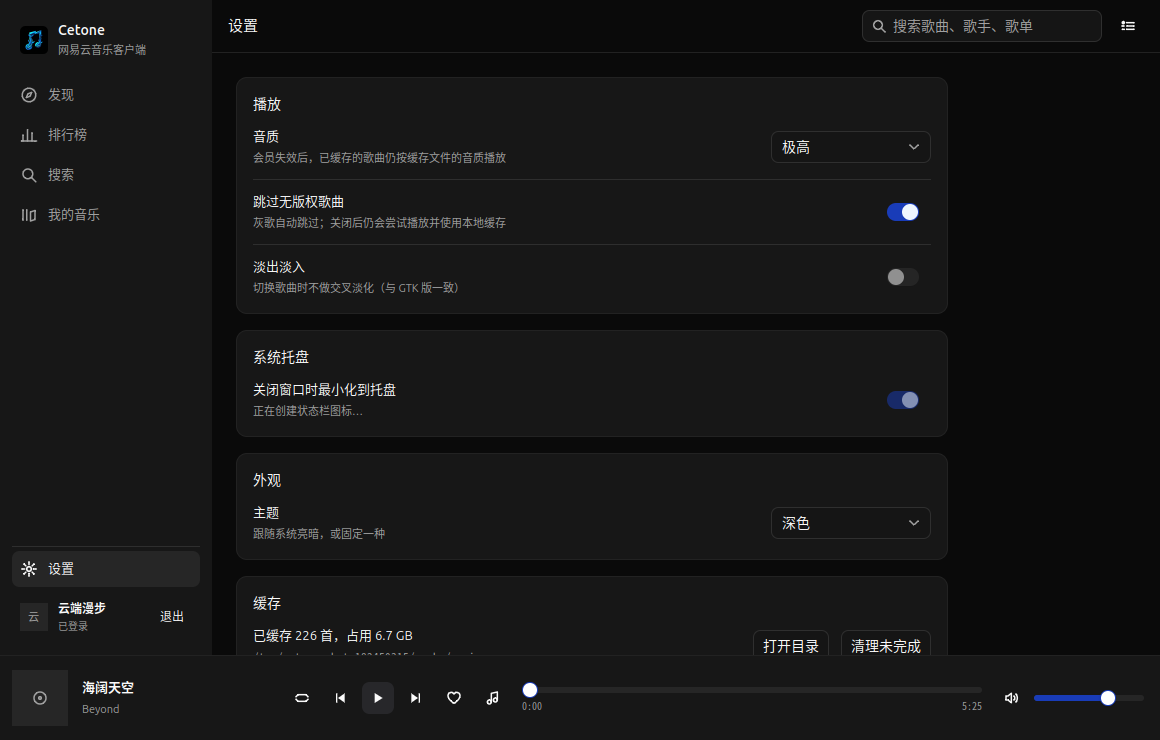 Cetone
网易云音乐客户端
发现
排行榜
搜索
我的音乐
设置
云
云端漫步
已登录
退出
设置
搜索歌曲、歌手、歌单
播放
音质
会员失效后，已缓存的歌曲仍按缓存文件的音质播放
极高
跳过无版权歌曲
灰歌自动跳过；关闭后仍会尝试播放并使用本地缓存
淡出淡入
切换歌曲时不做交叉淡化（与 GTK 版一致）
系统托盘
关闭窗口时最小化到托盘
正在创建状态栏图标…
外观
主题
跟随系统亮暗，或固定一种
深色
缓存
已缓存 226 首，占用 6.7 GB
打开目录
清理未完成
海阔天空
Beyond
0:00
5:25